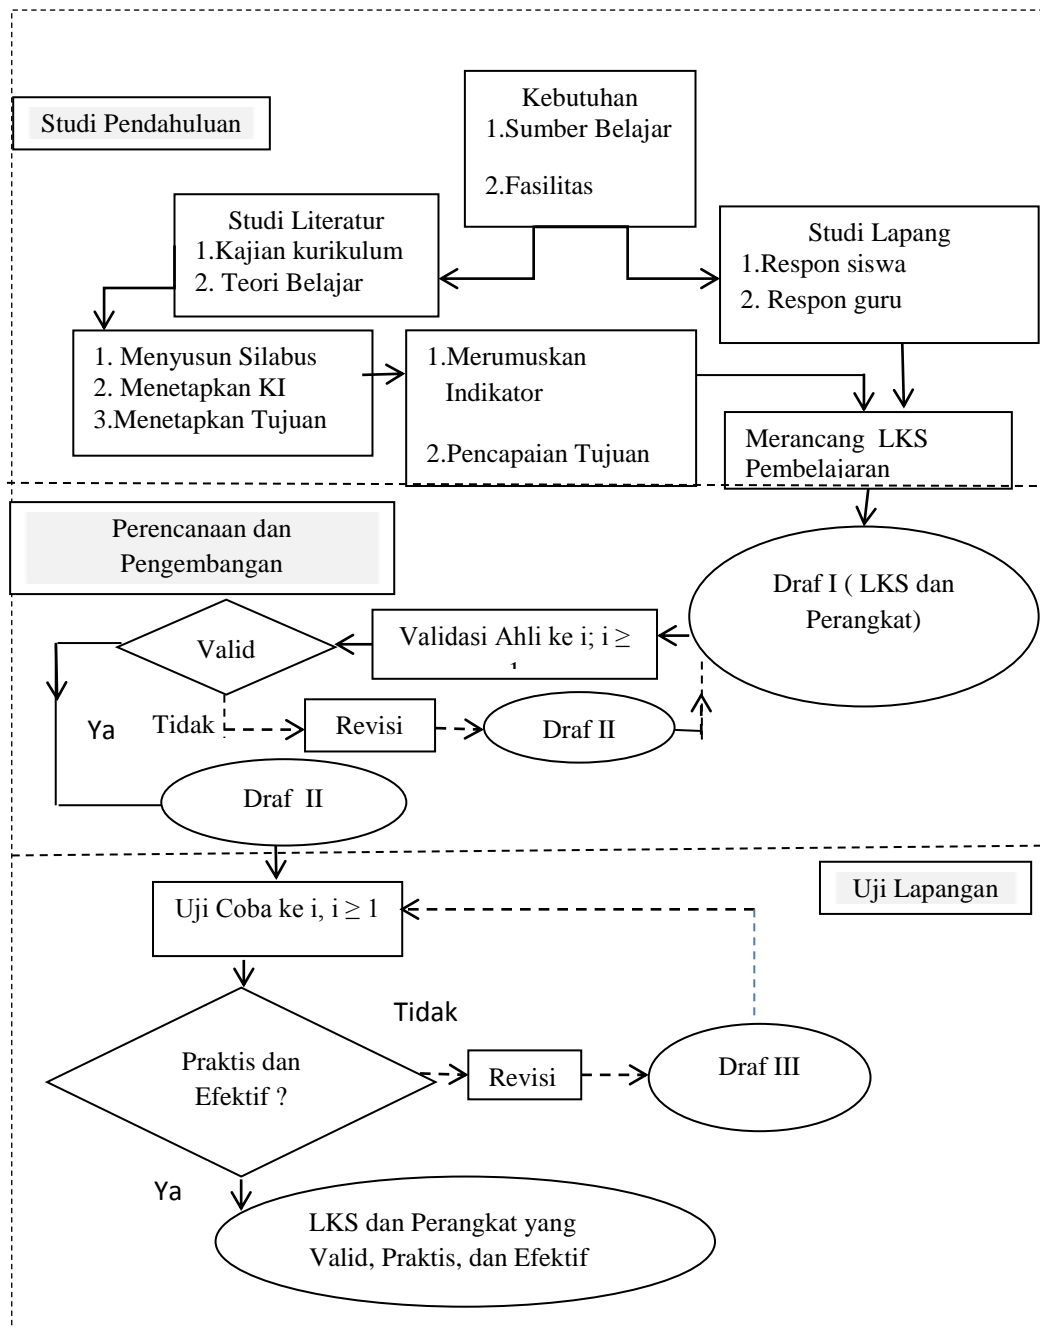 Kebutuhan
1.Sumber Belajar
2.Fasilitas
Studi Pendahuluan
Studi Literatur
1.Kajian kurikulum
2. Teori Belajar
Studi Lapang
1.Respon siswa
2. Respon guru
1. Menyusun Silabus
2. Menetapkan KI
3.Menetapkan Tujuan
1.Merumuskan
Indikator
2.Pencapaian Tujuan
Merancang LKS
Pembelajaran
Perencanaan dan
Pengembangan
Draf I ( LKS dan
Perangkat)
Validasi Ahli ke i; i ≥
Valid
Ya
Tidak
Revisi
Draf II
Draf II
Uji Lapangan
Uji Coba ke i, i ≥ 1
Tidak
Praktis dan
Efektif ?
Revisi
Draf III
Ya
LKS dan Perangkat yang
Valid, Praktis, dan Efektif